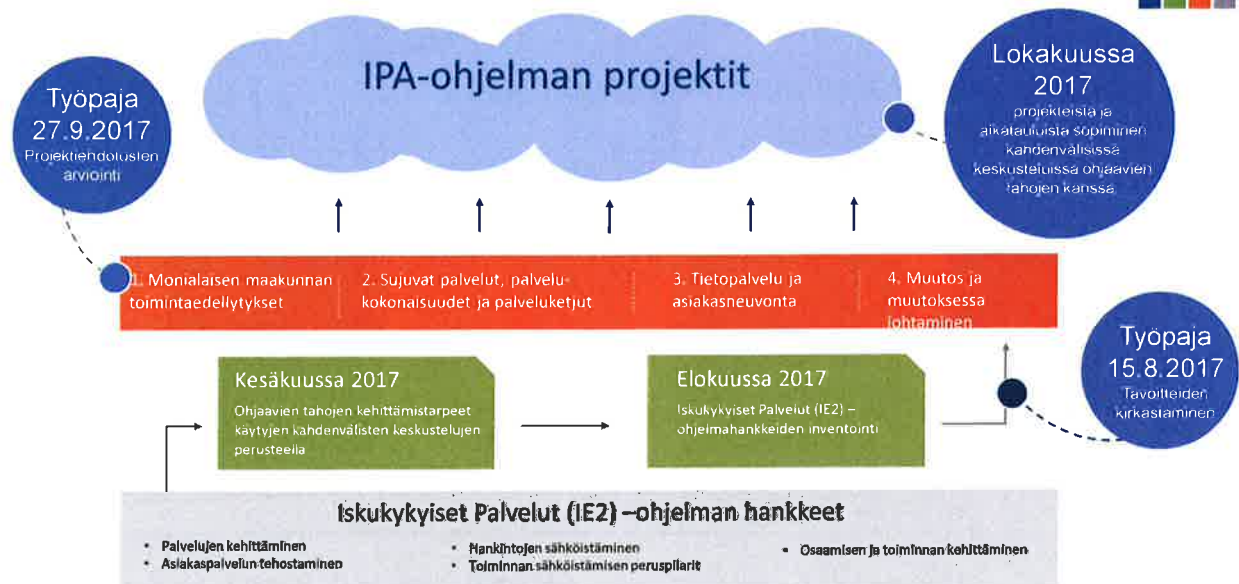 IPA-ohjelman projektit
Työpaja
27.9.2017
Projektiehdotusten
arviointi
Lokakuussa
2017
projekteista ja
aikatauluista sopiminen
kahdenvälisissä
keskusteluissa ohjaavien
tahojen kanssa
1. Monialaisen maakunnan
toimintaedellytykset
2. Sujuvat palvelut, palvelu-
kokonaisuudet ja palveluketjut
3. Tietopalvelu ja
asiakasneuvonta
4. Muutos ja
muutoksessa
johtaminen
Työpaja
15.8.2017
Tavoitteiden
kirkastaminen
Kesäkuussa 2017
Ohjaavien tahojen kehittämistarpeet
käytyjen kahdenvälisten keskustelujen
perusteella
Elokuussa 2017
Iskukykyiset Palvelut (IE2) –
ohjelmahankkeiden inventointi
Iskukykyiset Palvelut (IE2) –ohjelman hankkeet
• Palvelujen kehittäminen
• Asiakaspalvelun tehostaminen
• Hankintojen sähköistäminen
• Toiminnan sähköistämisen peruspilarit
• Osaamisen ja toiminnan kehittäminen